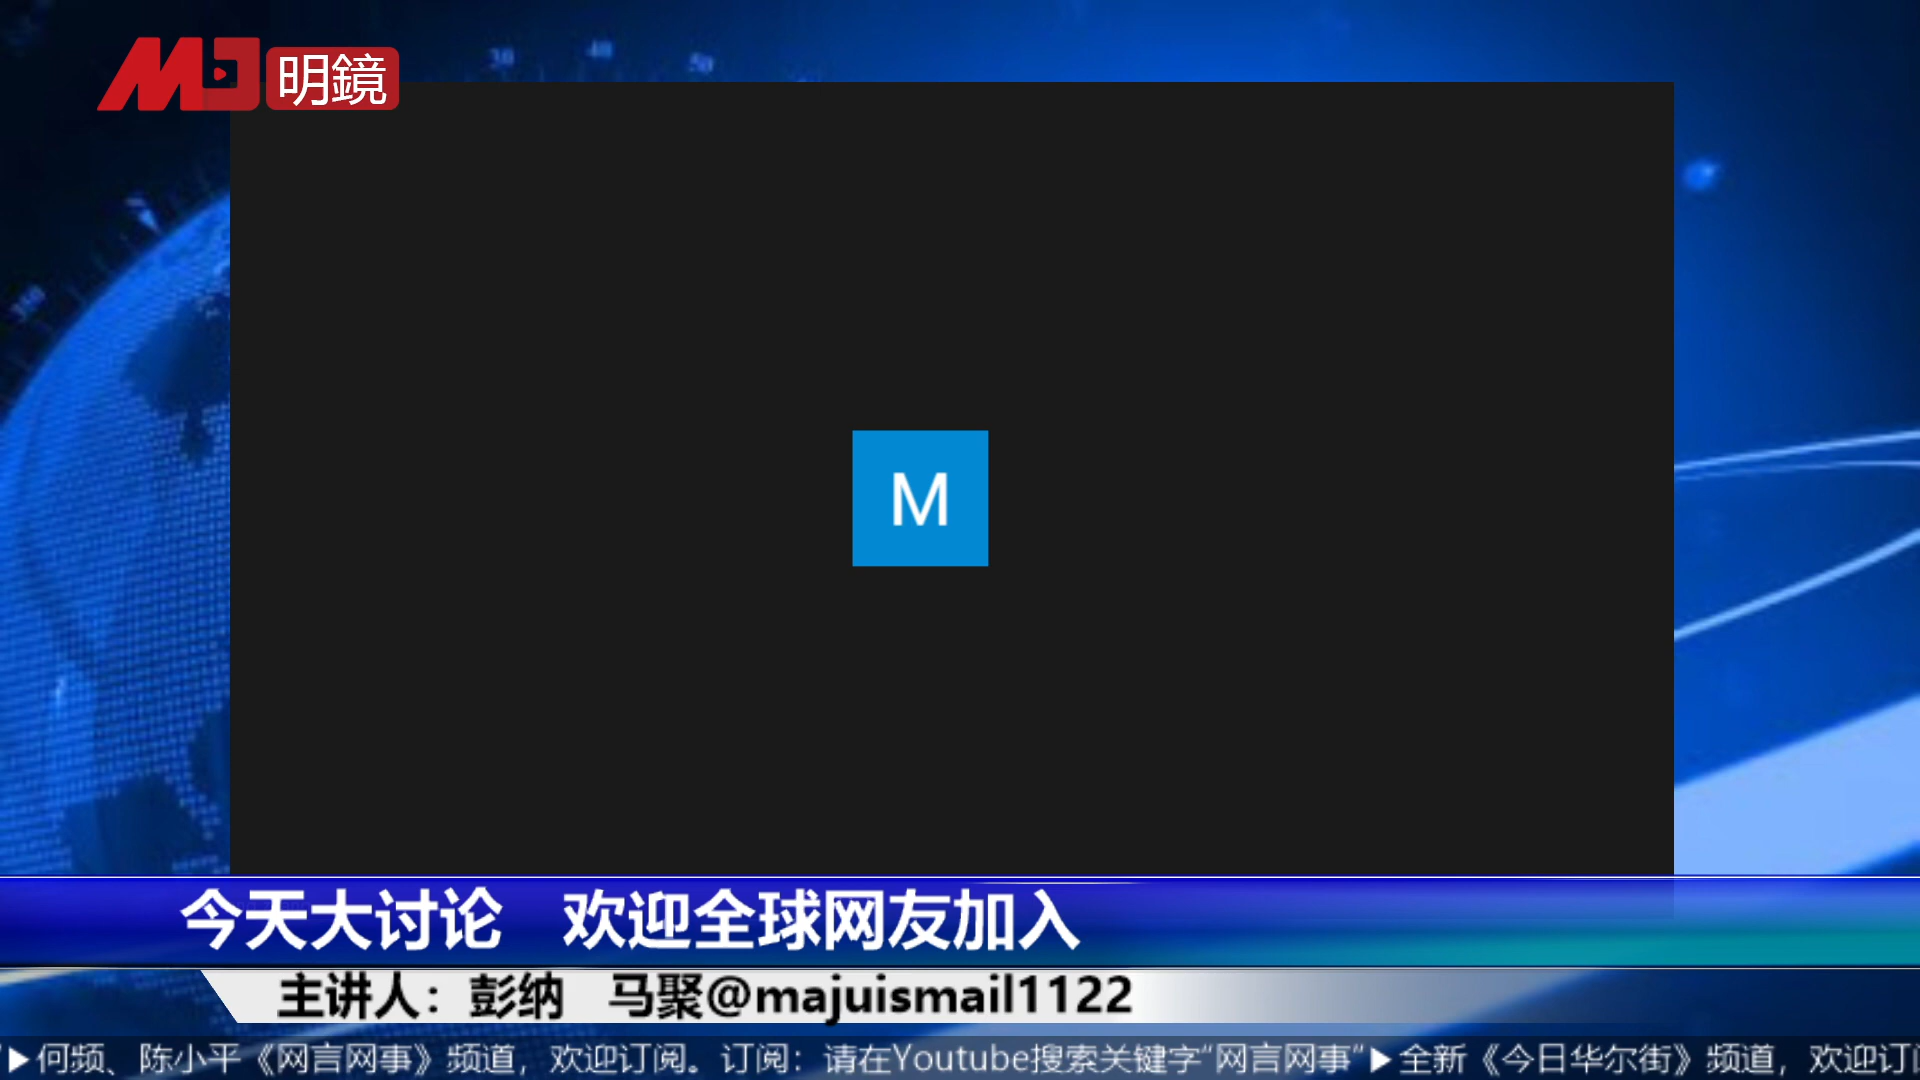 明鏡
30 40 50
M
今天大讨论 欢迎全球网友加入
主讲人：彭纳 马聚@majuismail1122
▶何频、陈小平《网言网事》频道，欢迎订阅。订阅：请在Youtube搜索关键字“网言网事”▶全新《今日华尔街》频道，欢迎订